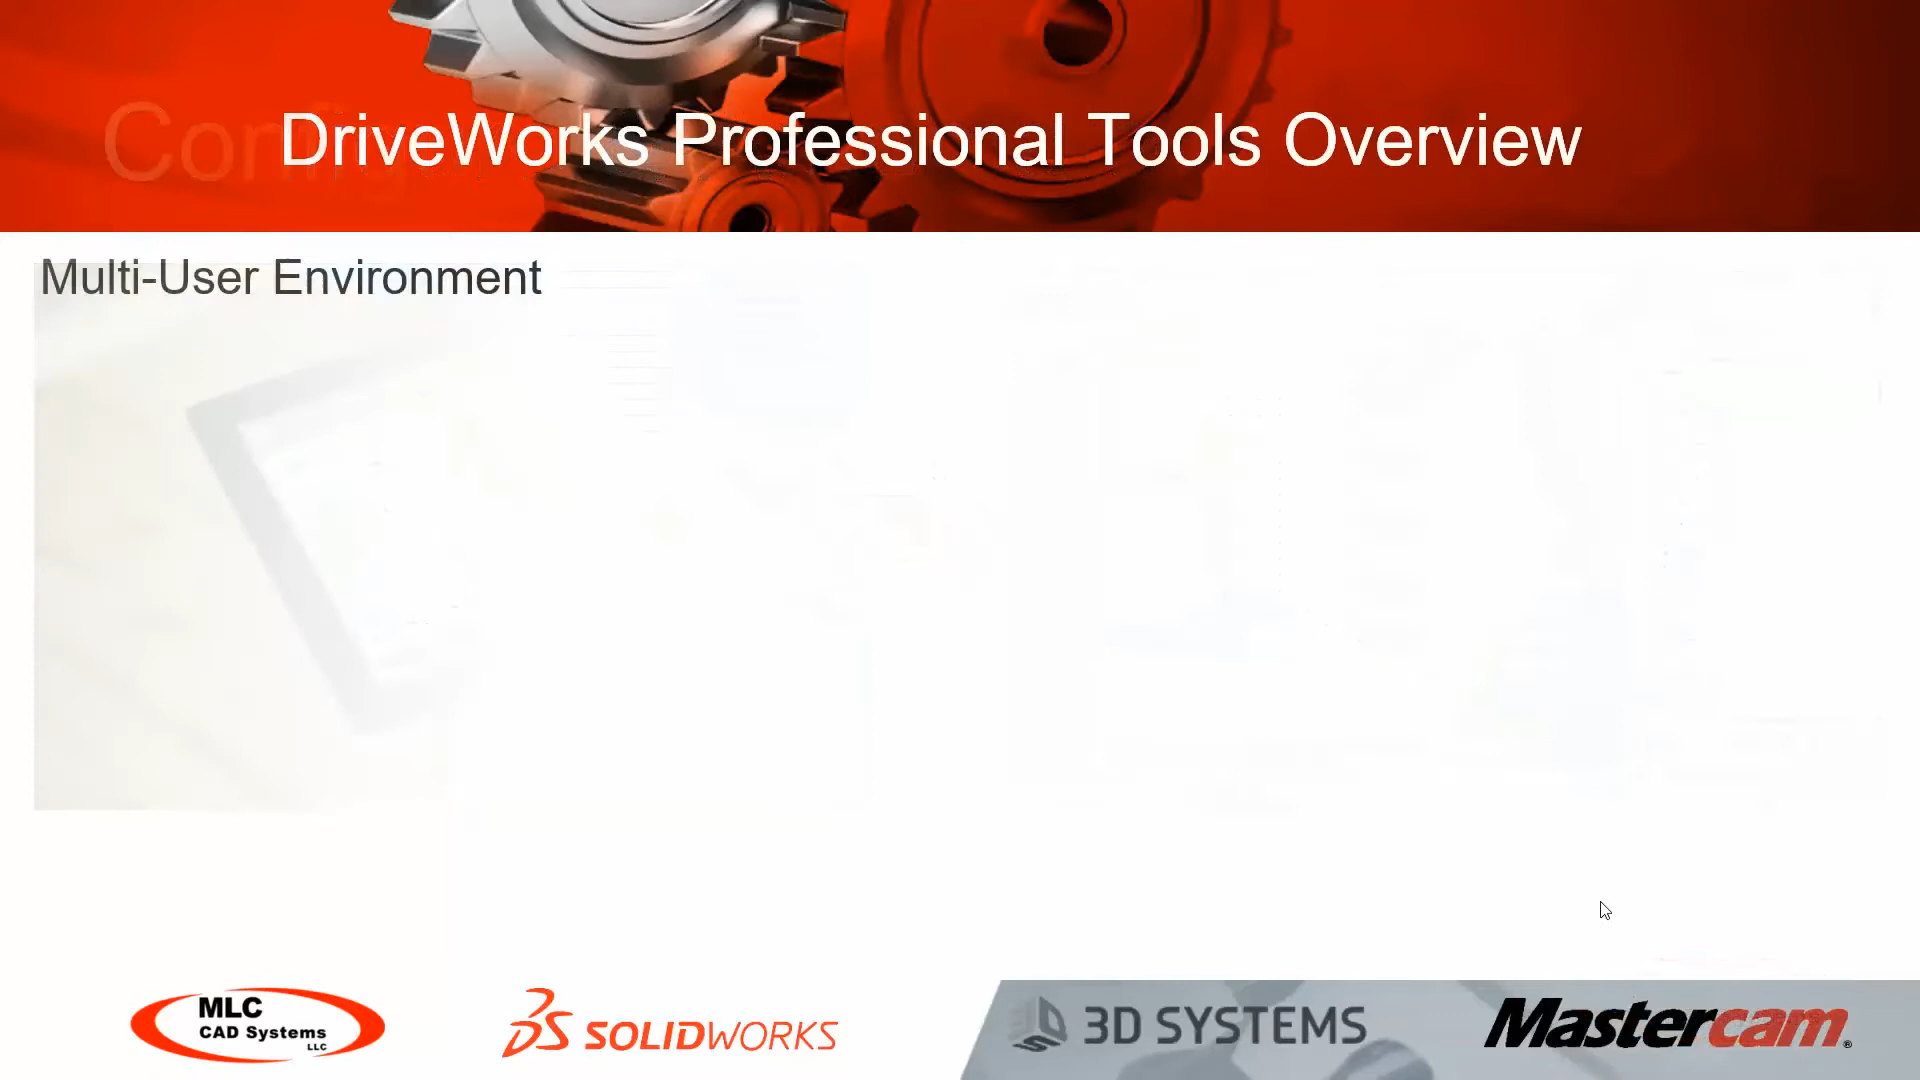 DriveWorks Professional Tools Overview
Multi-User Environment
MLC
CAD Systems
LLC
SOLIDWORKS
3D SYSTEMS
Mastercam®